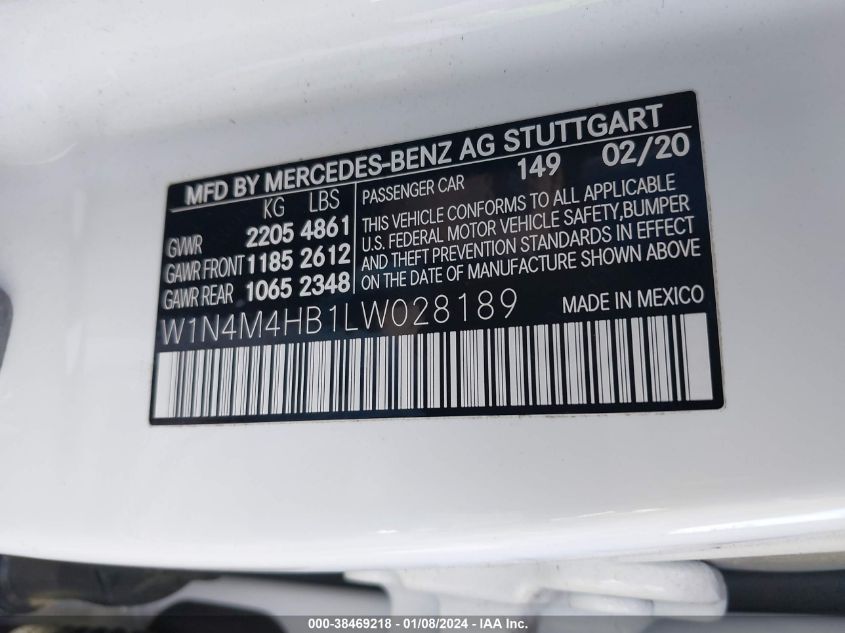 MFD BY MERCEDES-BENZ AG STUTTGART
KG LBS
GVWR 2205 4861
GAWR FRONT 1185 2612
GAWR REAR 1065 2348
PASSENGER CAR 149 02/20
THIS VEHICLE CONFORMS TO ALL APPLICABLE
U.S. FEDERAL MOTOR VEHICLE SAFETY, BUMPER
AND THEFT PREVENTION STANDARDS IN EFFECT
ON THE DATE OF MANUFACTURE SHOWN ABOVE
W1N4M4HB1LW028189
MADE IN MEXICO
000-38469218 - 01/08/2024 - IAA Inc.